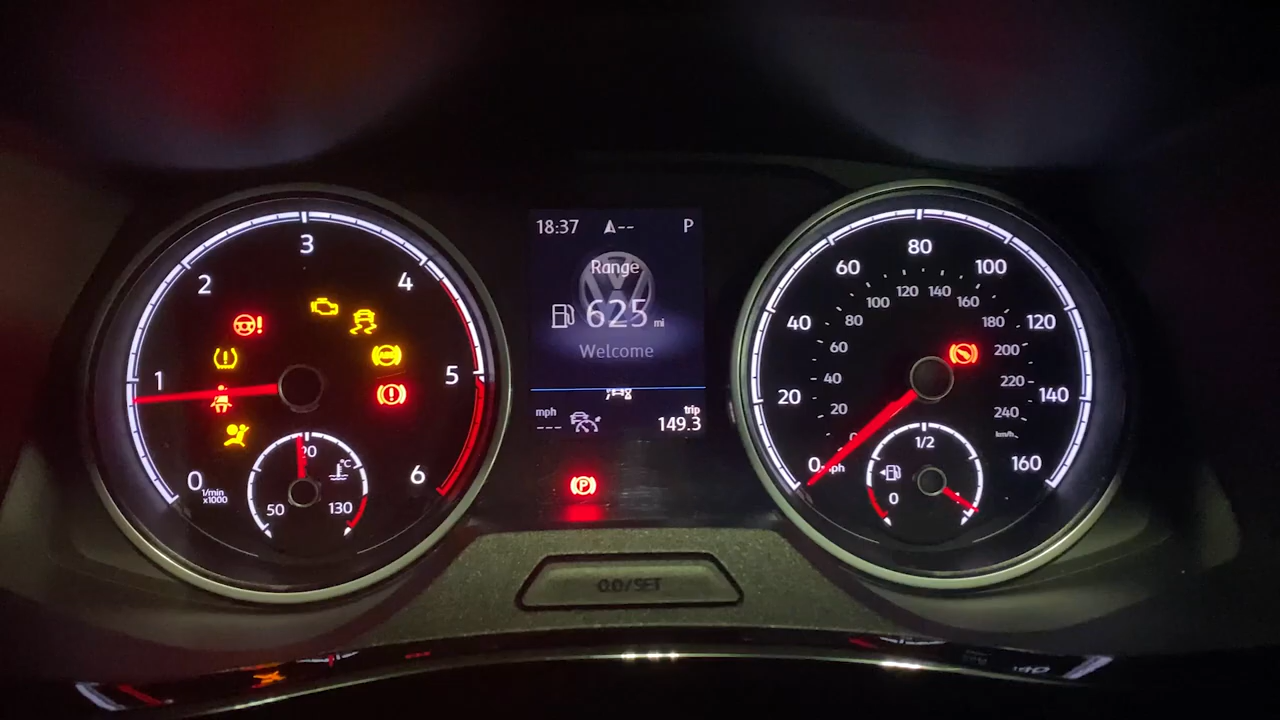 18:37 -- P
Range
625 mi
Welcome
mph
---
trip
149.3
0
1
2
3
4
5
6
1/min
x1000
50
90
130
°C
ABS
P
0.0/SET
0
20
40
60
80
100
120
140
160
mph
20
40
60
80
100
120
140
160
180
200
220
240
km/h
0
1/2